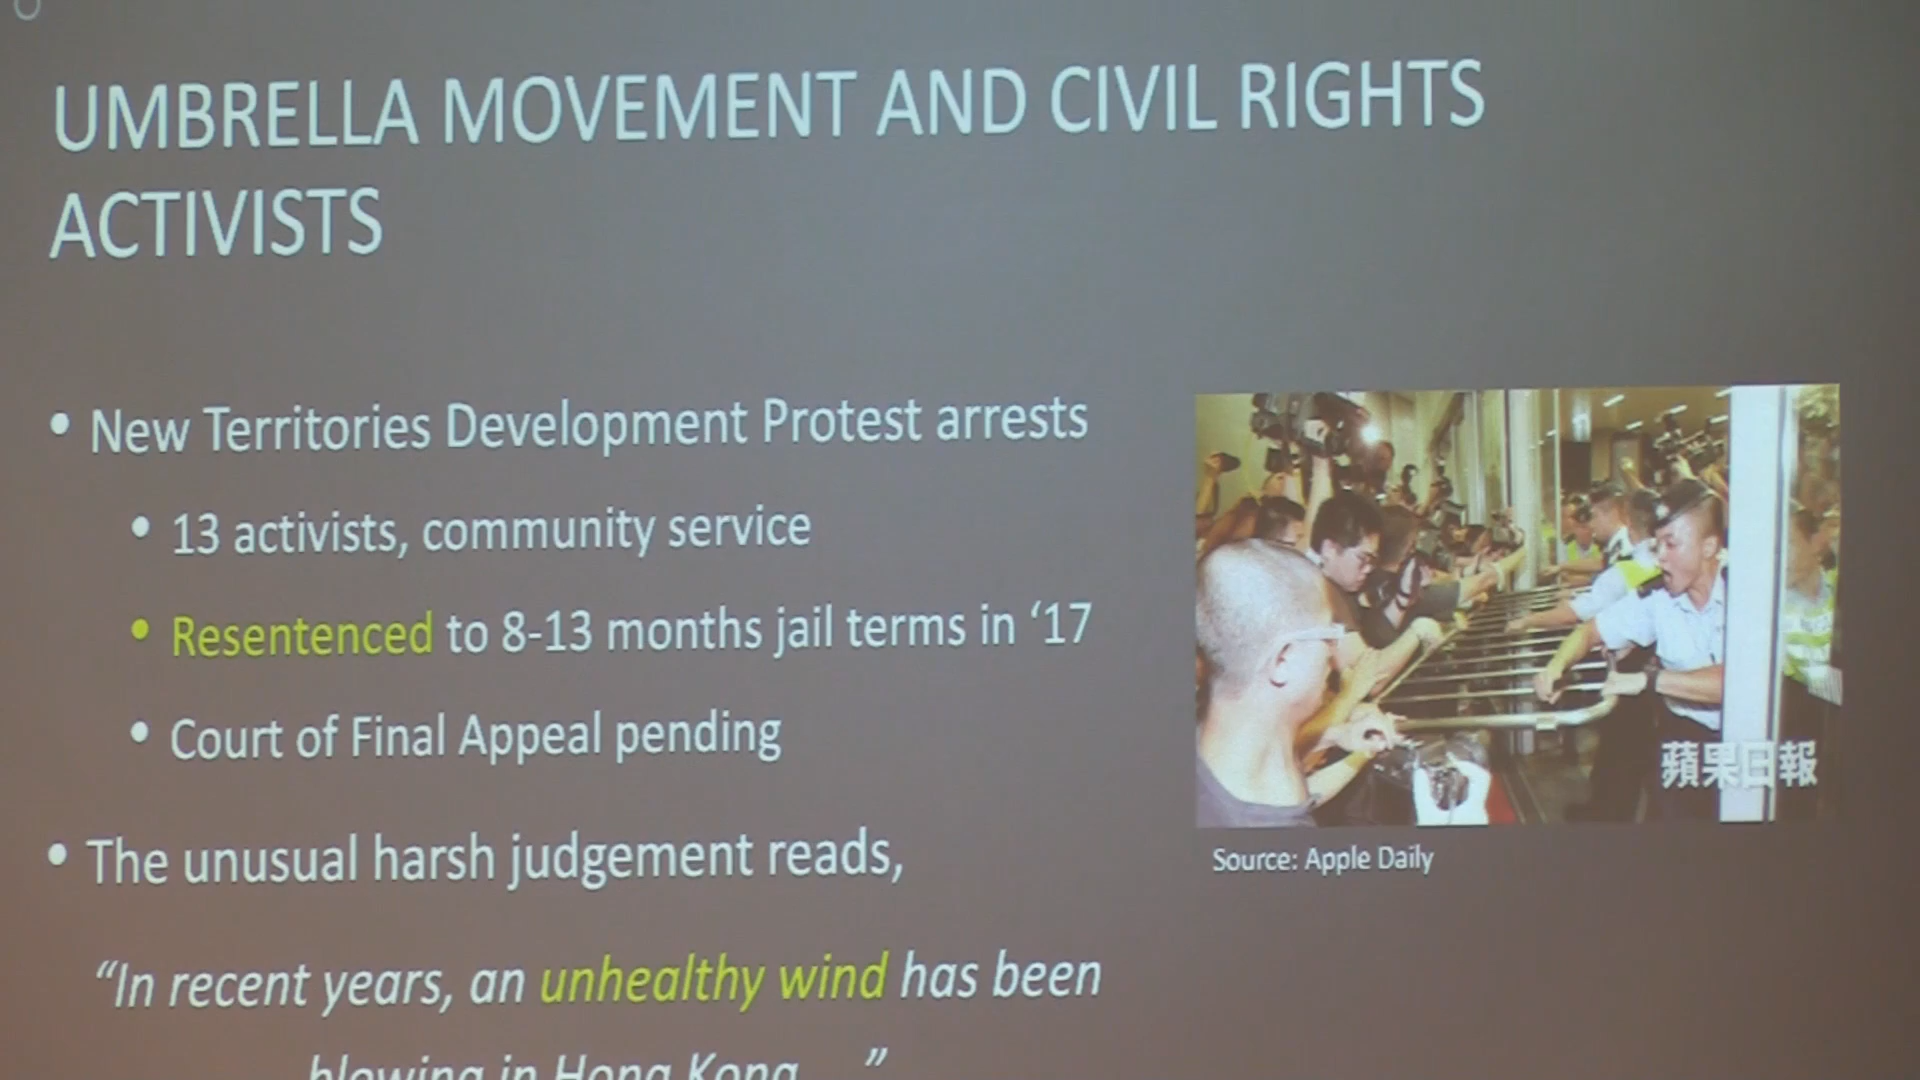 UMBRELLA MOVEMENT AND CIVIL RIGHTS
ACTIVISTS
• New Territories Development Protest arrests
• 13 activists, community service
• Resentenced to 8-13 months jail terms in ‘17
• Court of Final Appeal pending
• The unusual harsh judgement reads,
“In recent years, an unhealthy wind has been
blowing in Hong Kong ”
蘋果日報
Source: Apple Daily